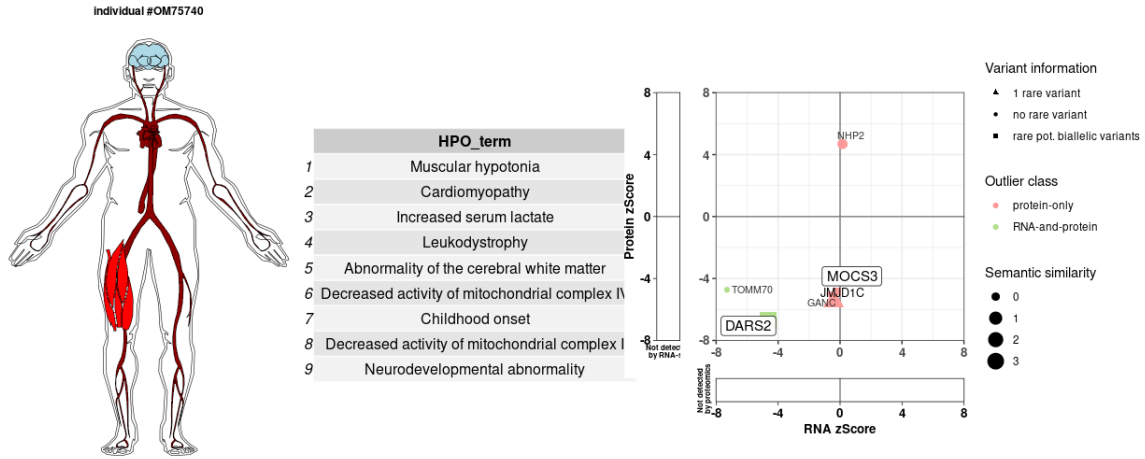 individual #OM75740
HPO_term
1 Muscular hypotonia
2 Cardiomyopathy
3 Increased serum lactate
4 Leukodystrophy
5 Abnormality of the cerebral white matter
6 Decreased activity of mitochondrial complex IV
7 Childhood onset
8 Decreased activity of mitochondrial complex I
9 Neurodevelopmental abnormality
Protein zScore
8
4
0
-4
-8
Not detec
by RNA-s
8
4
0
-4
-8
NHP2
MOCS3
JMJD1C
GANC
TOMM70
DARS2
-8 -4 0 4 8
Not detected
by proteomics
-8 -4 0 4 8
RNA zScore
Variant information
1 rare variant
no rare variant
rare pot. biallelic variants
Outlier class
protein-only
RNA-and-protein
Semantic similarity
0
1
2
3